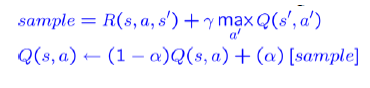 sample = R(s, a, s′) + γ max_{a′} Q(s′, a′)
Q(s, a) ← (1 − α)Q(s, a) + (α) [sample]